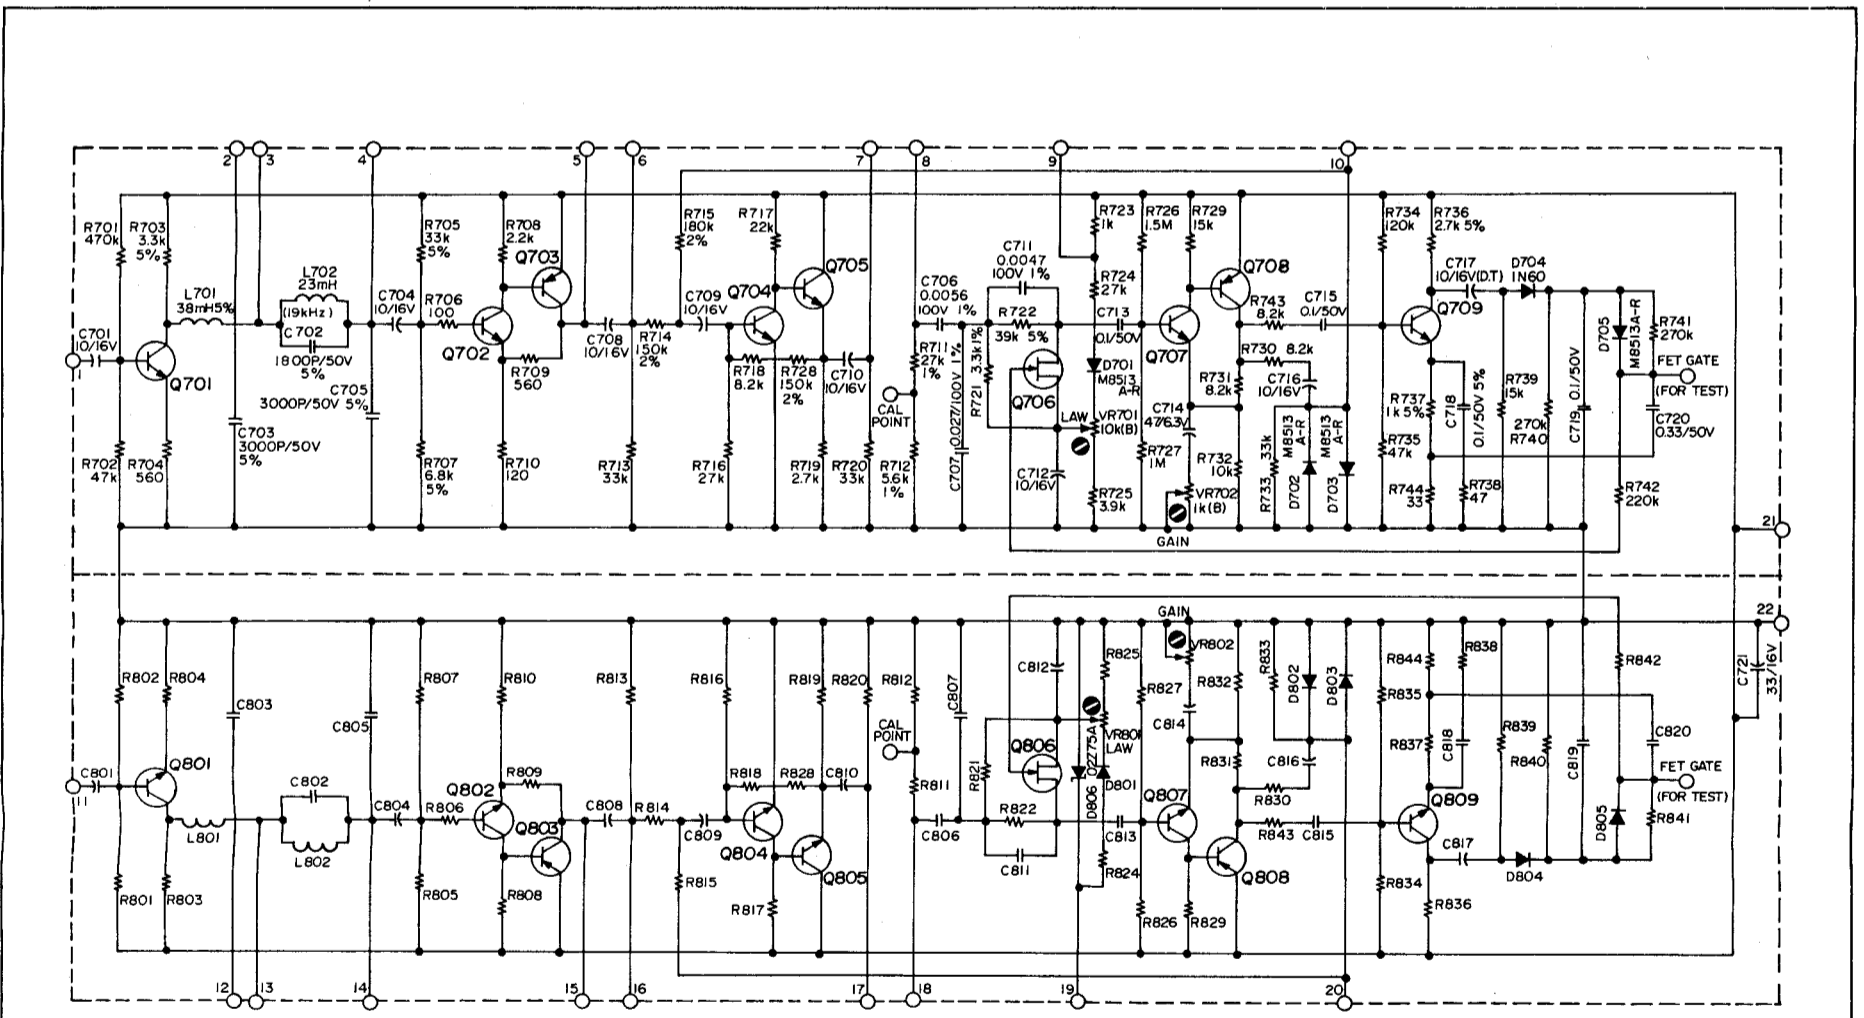 2
3
4
5
6
7
8
9
10
R701
470k
R703
3.3k
5%
L701
38mH5%
L702
23mH
(19kHz)
C702
1800P/50V
5%
C704
10/16V
R705
33k
5%
R706
100
R708
2.2k
Q703
Q702
R709
560
C701
10/16V
1
Q701
C705
3000P/50V 5%
C703
3000P/50V
5%
R702
47k
R704
560
R707
6.8k
5%
R710
120
C708
10/16V
R714
150k
2%
R713
33k
R715
180k
2%
C709
10/16V
R717
22k
Q704
Q705
R718
8.2k
R728
150k
2%
C710
10/16V
R716
27k
R719
2.7k
R720
33k
R712
5.6k
1%
CAL
POINT
R711
27k
1%
C706
0.0056
100V 1%
C707 0.027/100V 1%
R721 3.3k 1%
C711
0.0047
100V 1%
R722
39k 5%
Q706
C712
10/16V
LAW
R723
1k
R724
27k
C713
0.1/50V
D701
M8513
A-R
VR701
10k(B)
R725
3.9k
R726
1.5M
R729
15k
Q707
Q708
C714
47/6.3V
R727
1M
VR702
1k(B)
GAIN
R743
8.2k
R730 8.2k
R731
8.2k
C716
10/16V
R732
10k
R733 33k
D702
M8513
A-R
D703
M8513
A-R
C715
0.1/50V
R734
120k
R736
2.7k 5%
C717
10/16V(D.T)
D704
1N60
Q709
R737
1k 5%
R735
47k
R744
33
C718
0.1/50V 5%
R738
47
R739
15k
270k
R740
C719 0.1/50V
D705
M8513A-R
R741
270k
FET GATE
(FOR TEST)
C720
0.33/50V
R742
220k
21
22
C721
33/16V
R802
R804
C803
C805
R807
R810
R813
R816
R819
R820
R812
C807
C812
R825
GAIN
VR802
R827
R832
R833
D802
D803
R844
R835
R838
R842
C801
11
Q801
C802
L801
L802
C804
R806
Q802
R809
Q803
C808
R814
C809
R818
R828
C810
Q804
Q805
CAL
POINT
R811
C806
R821
R822
C811
Q806
D806 02Z75A
VR801
LAW
D801
R824
C813
C814
Q807
Q808
R831
C816
R830
R843
C815
R837
C818
Q809
R839
R840
C819
C817
D804
D805
C820
FET GATE
(FOR TEST)
R841
R801
R803
R805
R808
R815
R817
R826
R829
R834
R836
12
13
14
15
16
17
18
19
20